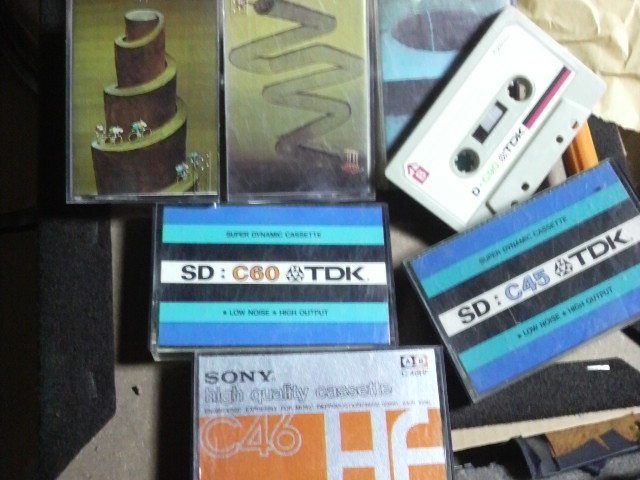 D : C90 TDK
SUPER DYNAMIC CASSETTE
SD : C60 TDK
• LOW NOISE • HIGH OUTPUT
SUPER DYNAMIC CASSETTE
SD : C45 TDK
• LOW NOISE • HIGH OUTPUT
SONY
high quality cassette
C46
HF